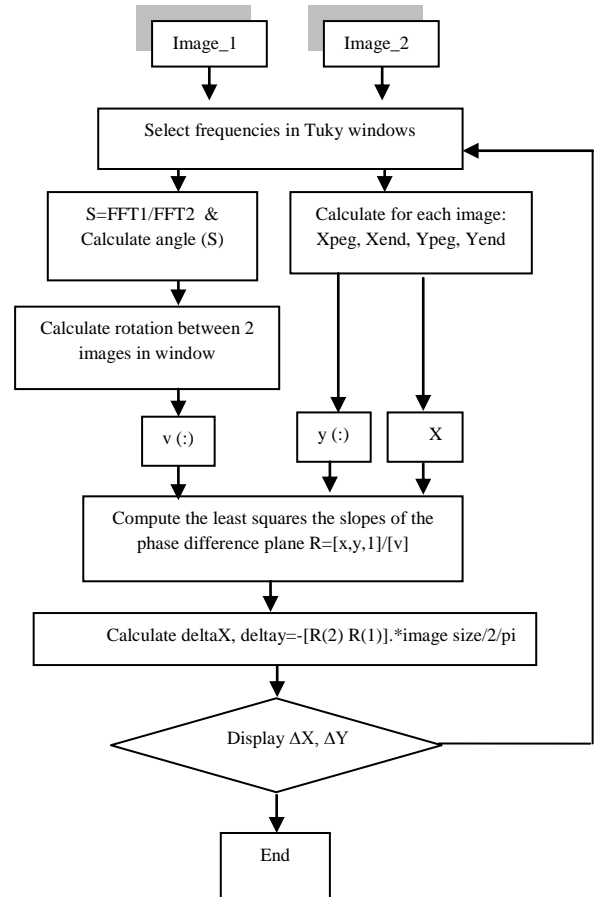 Image_1
Image_2
Select frequencies in Tuky windows
S=FFT1/FFT2 &
Calculate angle (S)
Calculate for each image:
Xpeg, Xend, Ypeg, Yend
Calculate rotation between 2
images in window
v (:)
y (:)
X
Compute the least squares the slopes of the
phase difference plane R=[x,y,1]/[v]
Calculate deltaX, deltay=-[R(2) R(1)].*image size/2/pi
Display ΔX, ΔY
End